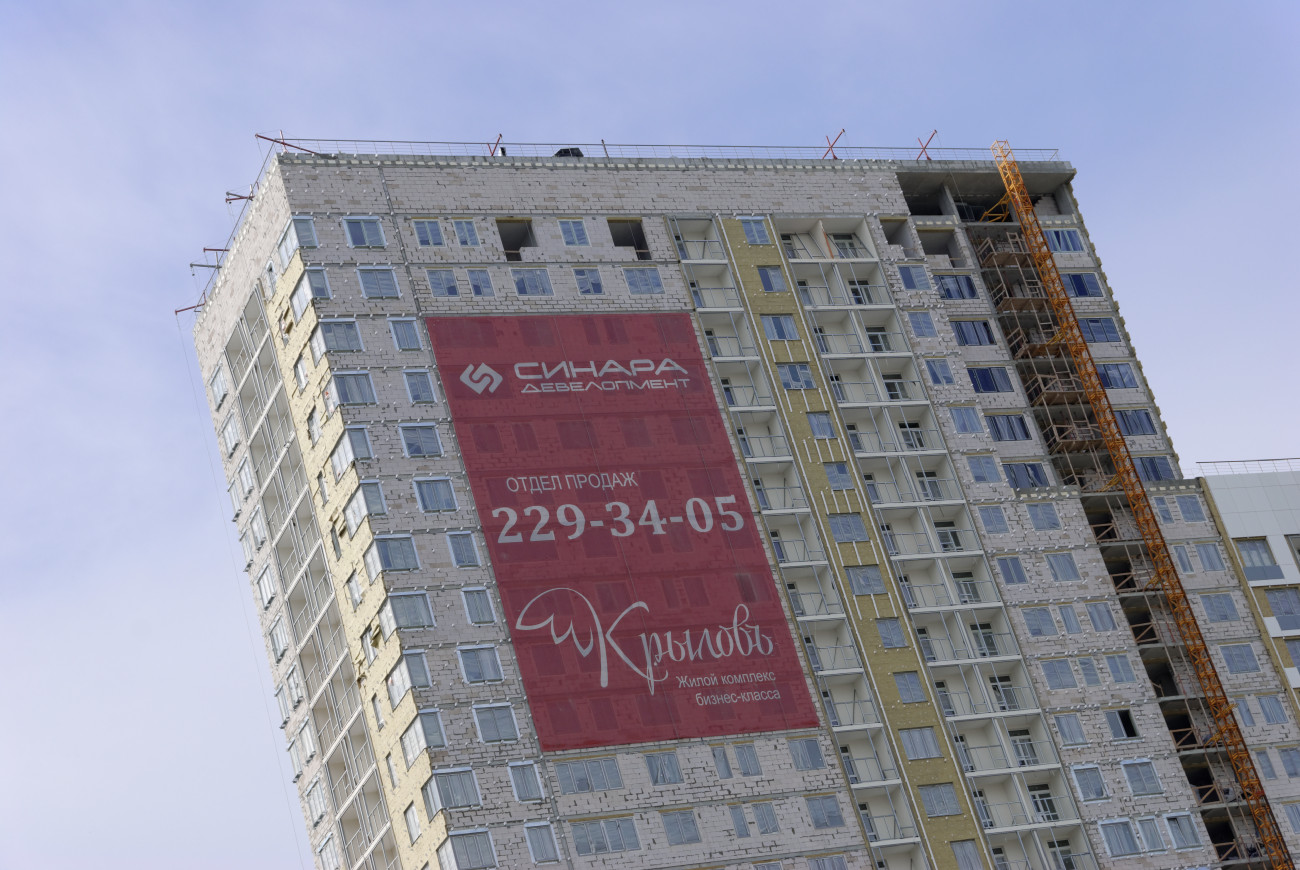 СИНАРА
ДЕВЕЛОПМЕНТ
ОТДЕЛ ПРОДАЖ
229-34-05
Крыловъ
Жилой комплекс
бизнес-класса